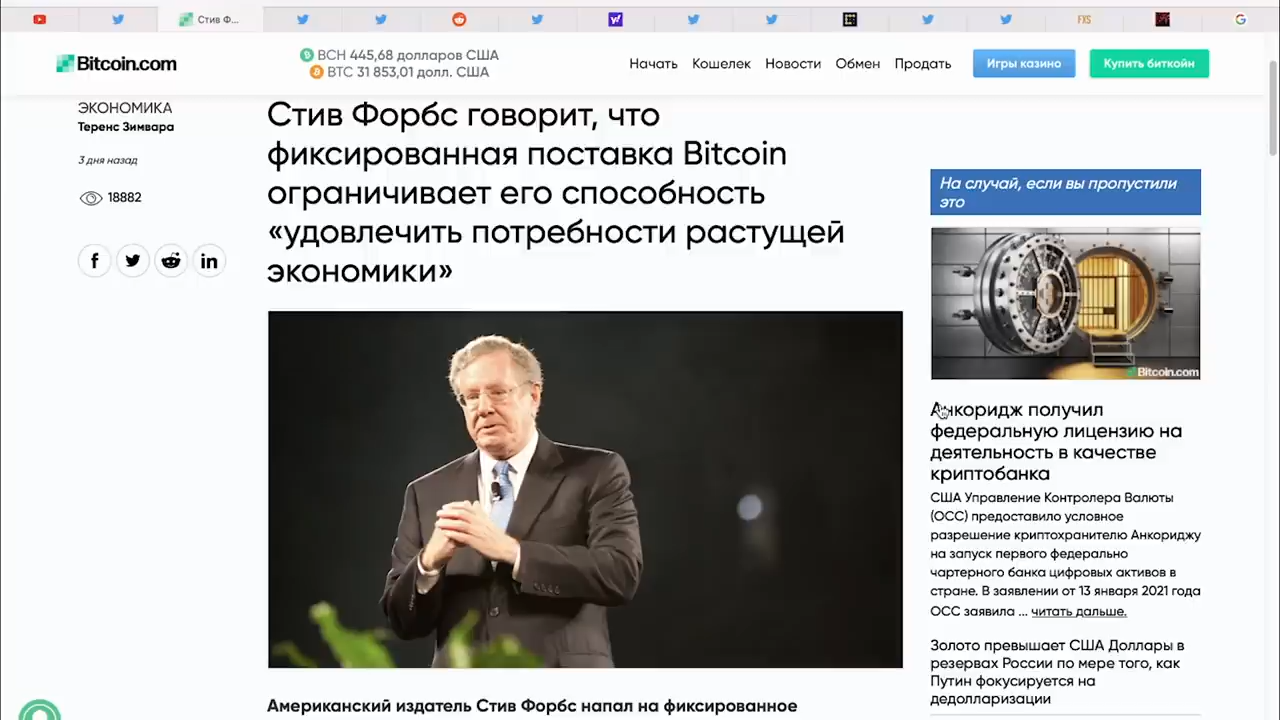 Стив Ф...
FXS
Bitcoin.com
BCH 445,68 долларов США
BTC 31 853,01 долл. США
Начать Кошелек Новости Обмен Продать
Игры казино
Купить биткойн
ЭКОНОМИКА
Теренс Зимвара
3 дня назад
18882
Стив Форбс говорит, что
фиксированная поставка Bitcoin
ограничивает его способность
«удовлечить потребности растущей
экономики»
Американский издатель Стив Форбс напал на фиксированное
На случай, если вы пропустили
это
Bitcoin.com
Анкоридж получил
федеральную лицензию на
деятельность в качестве
криптобанка
США Управление Контролера Валюты
(OCC) предоставило условное
разрешение криптохранителю Анкориджу
на запуск первого федерально
чартерного банка цифровых активов в
стране. В заявлении от 13 января 2021 года
ОСС заявила ... читать дальше.
Золото превышает США Доллары в
резервах России по мере того, как
Путин фокусируется на
дедолларизации